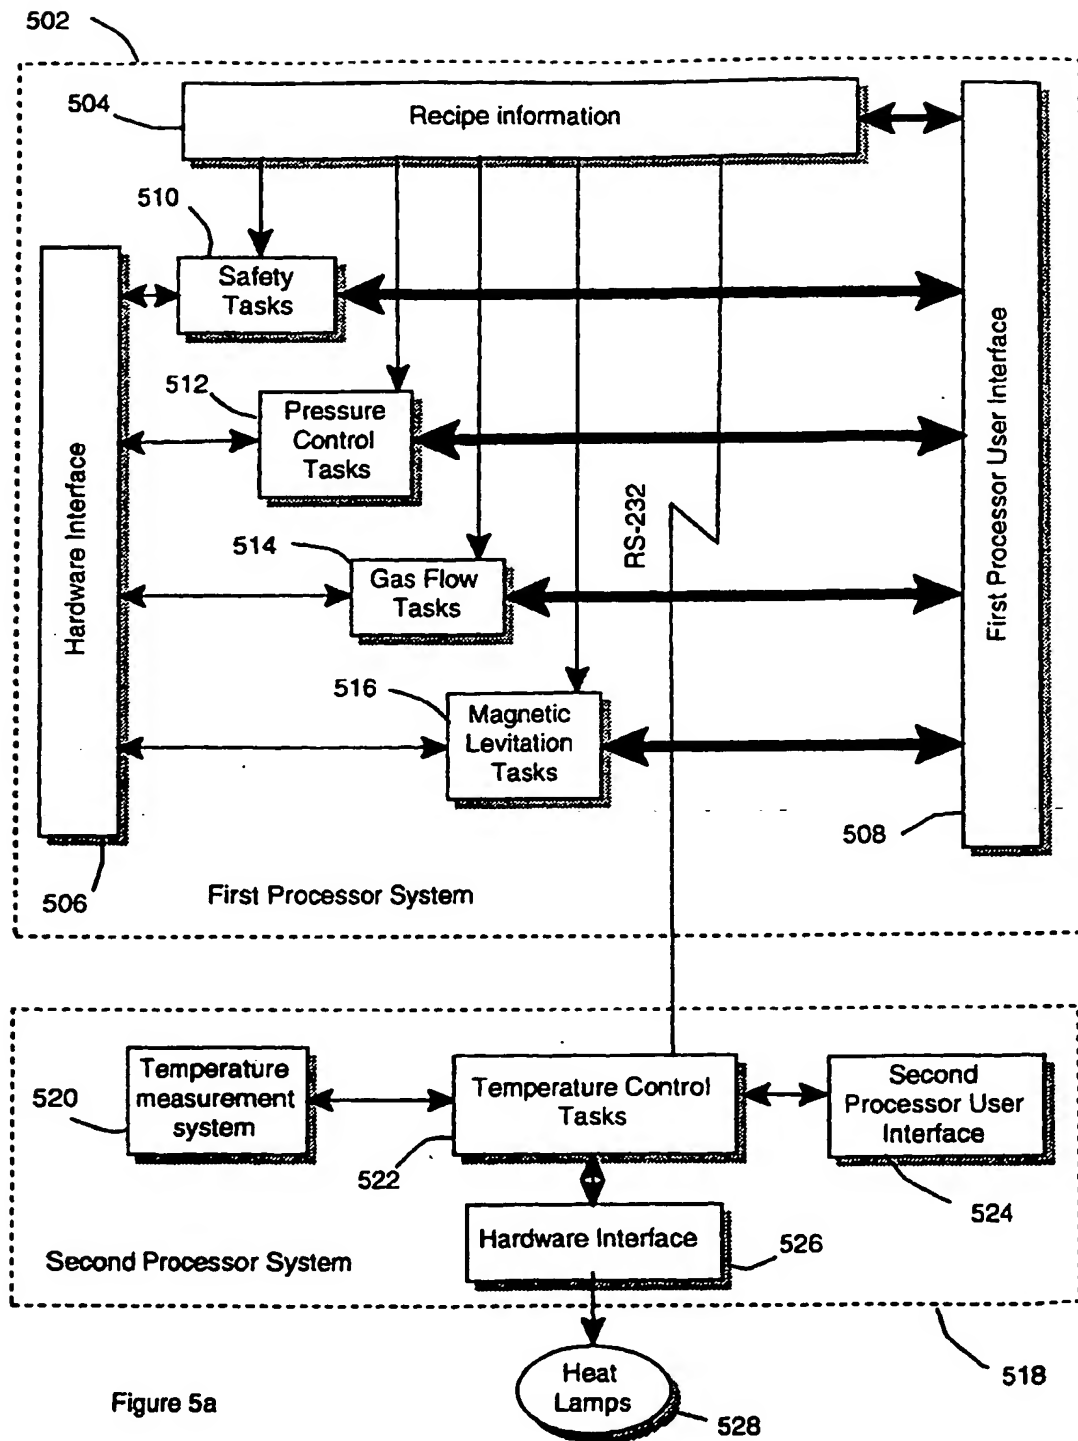 502
504
Recipe information
510
Safety
Tasks
512
Pressure
Control
Tasks
514
Gas Flow
Tasks
516
Magnetic
Levitation
Tasks
RS-232
Hardware Interface
First Processor User Interface
506
508
First Processor System
520
Temperature
measurement
system
Temperature Control
Tasks
522
Second
Processor User
Interface
524
Hardware Interface
526
Second Processor System
518
Heat
Lamps
528
Figure 5a